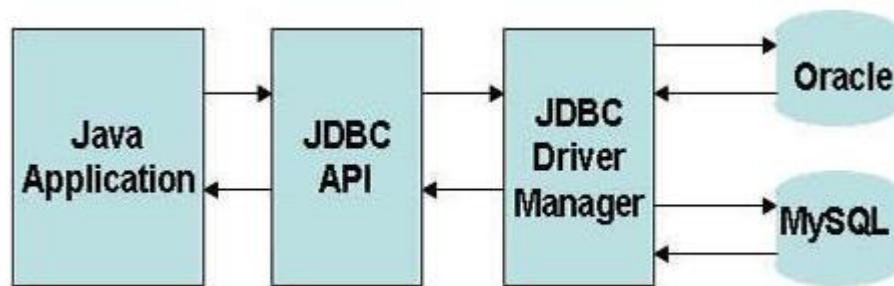 Java
Application
JDBC
API
JDBC
Driver
Manager
Oracle
MySQL